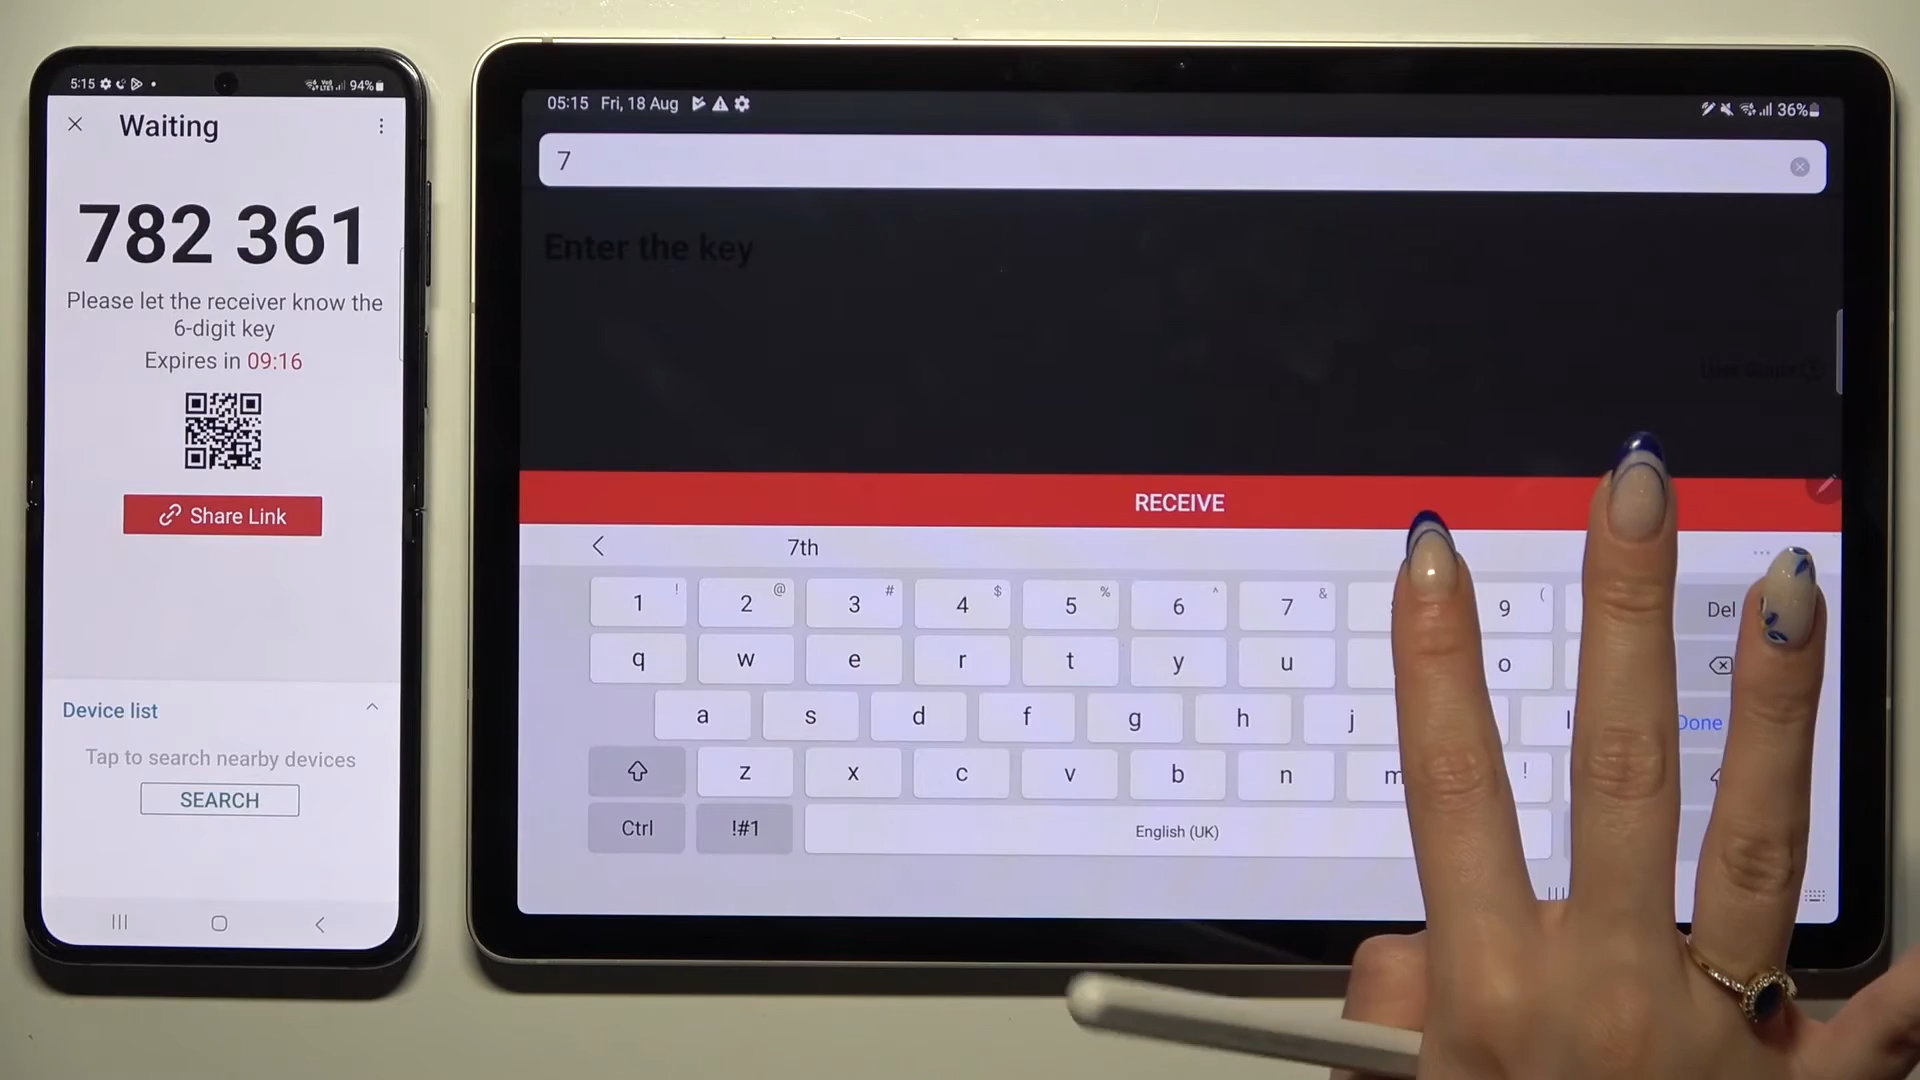 5:15
94%
Waiting
782 361
Please let the receiver know the
6-digit key
Expires in 09:16
Share Link
Device list
Tap to search nearby devices
SEARCH
05:15 Fri, 18 Aug
36%
7
Enter the key
RECEIVE
7th
1 ! 2 @ 3 # 4 $ 5 % 6 ^ 7 & 9 ( Del
q w e r t y u o
a s d f g h j l Done
z x c v b n m !
Ctrl !#1 English (UK)